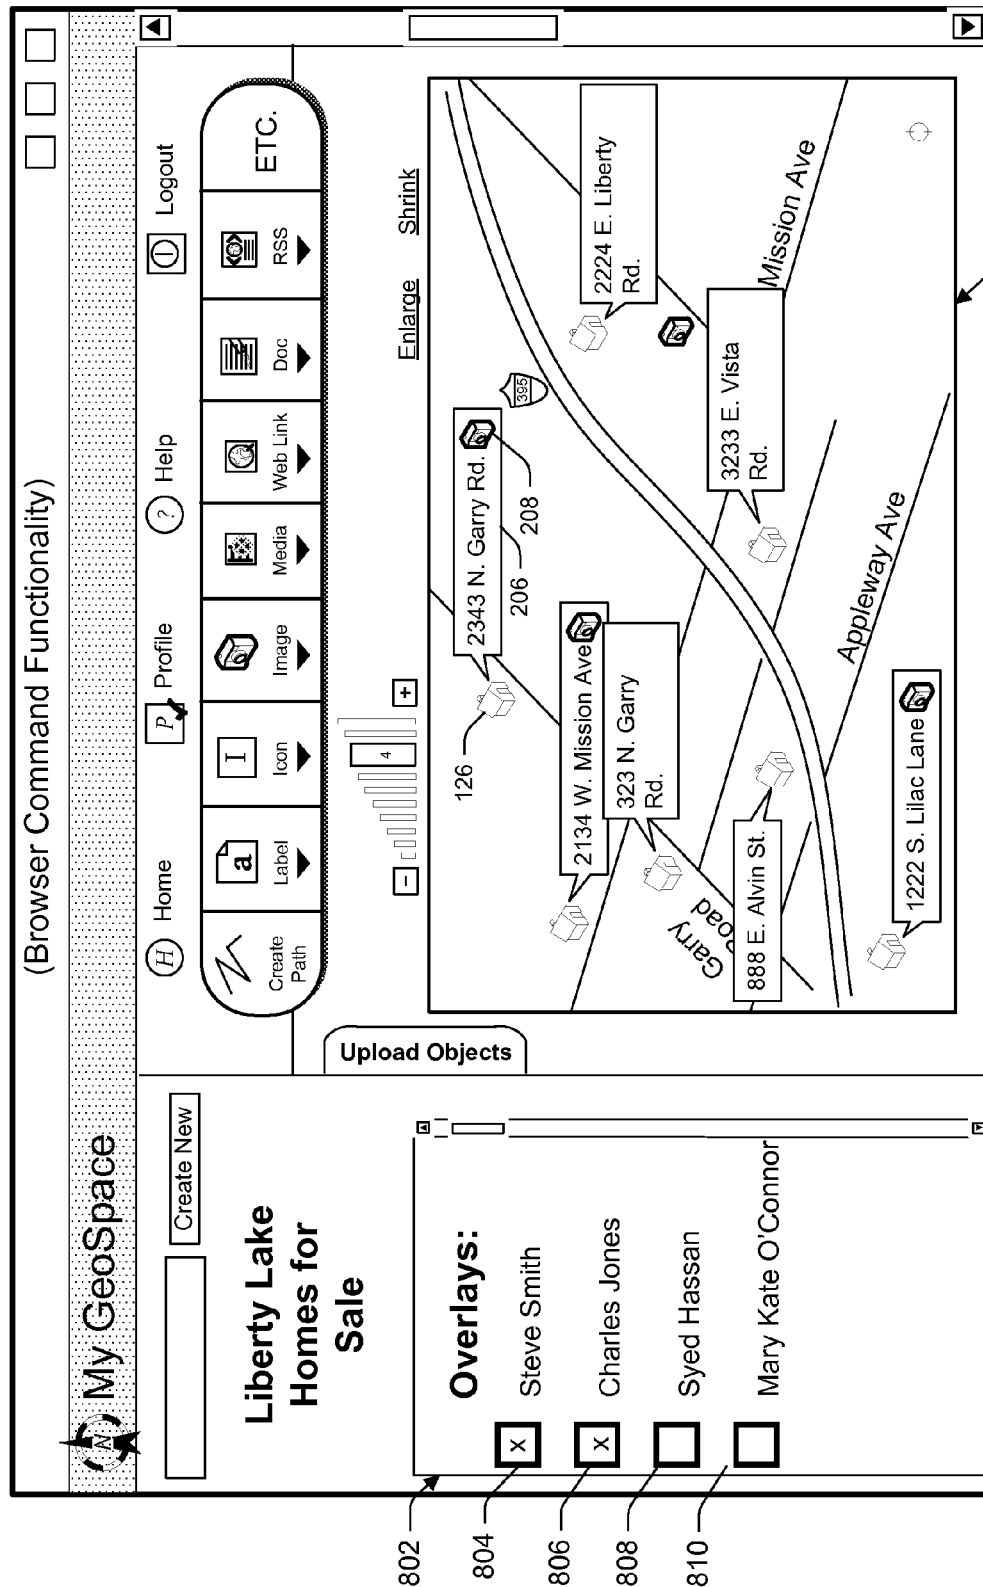 (Browser Command Functionality)
My GeoSpace
N
Create New
H Home
P Profile
? Help
Logout
Create
Path
a
Label
I
Icon
Image
Media
Web Link
Doc
RSS
ETC.
Liberty Lake
Homes for
Sale
Upload Objects
-
4
+
Enlarge
Shrink
Overlays:
x Steve Smith
x Charles Jones
Syed Hassan
Mary Kate O'Connor
802
804
806
808
810
126
2343 N. Garry Rd.
206
208
395
2224 E. Liberty
Rd.
2134 W. Mission Ave
323 N. Garry
Rd.
3233 E. Vista
Rd.
Mission Ave
Garry
Road
888 E. Alvin St.
Appleway Ave
1222 S. Lilac Lane